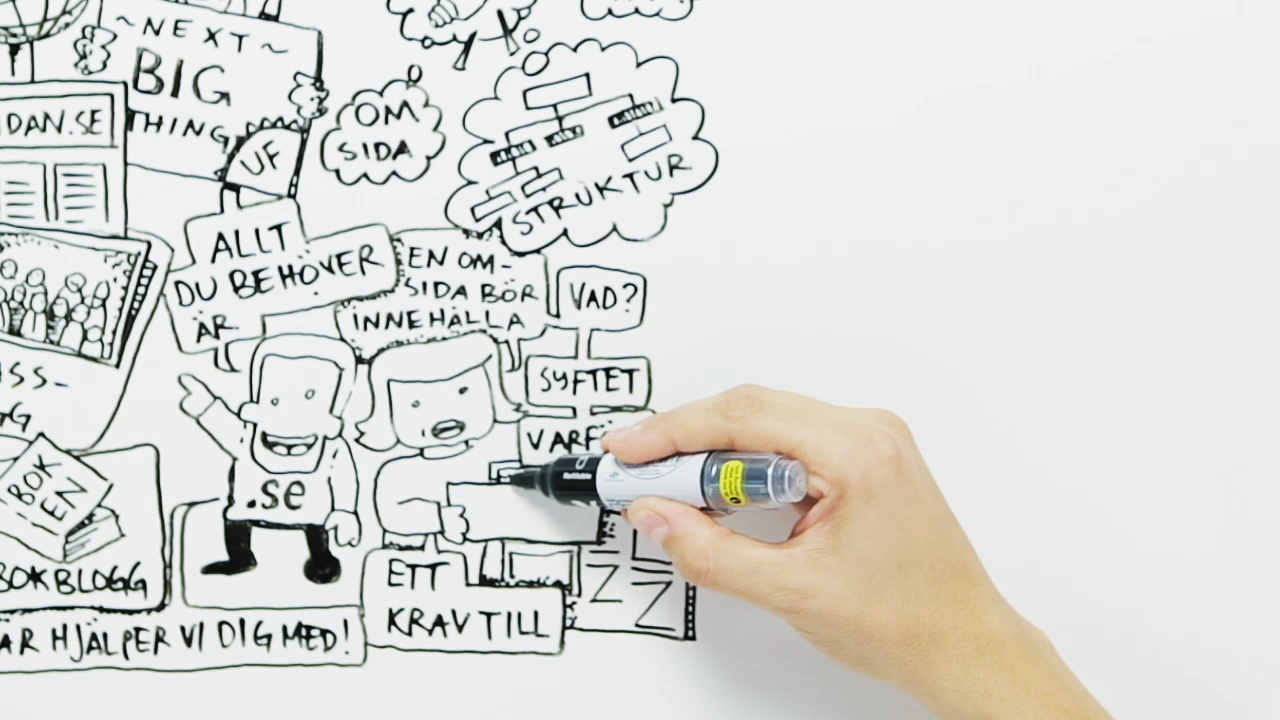 ~NEXT~
BIG
THING
DAN.SE
UF
OM
SIDA
STRUKTUR
ALLT
DU BEHÖVER
ÄR
EN OM-
SIDA BÖR
INNEHÅLLA
VAD?
SYFTET
BOK
EN
.se
BOKBLOGG
HJÄLPER VI DIG MED!
ETT
KRAV TILL
Z
Z